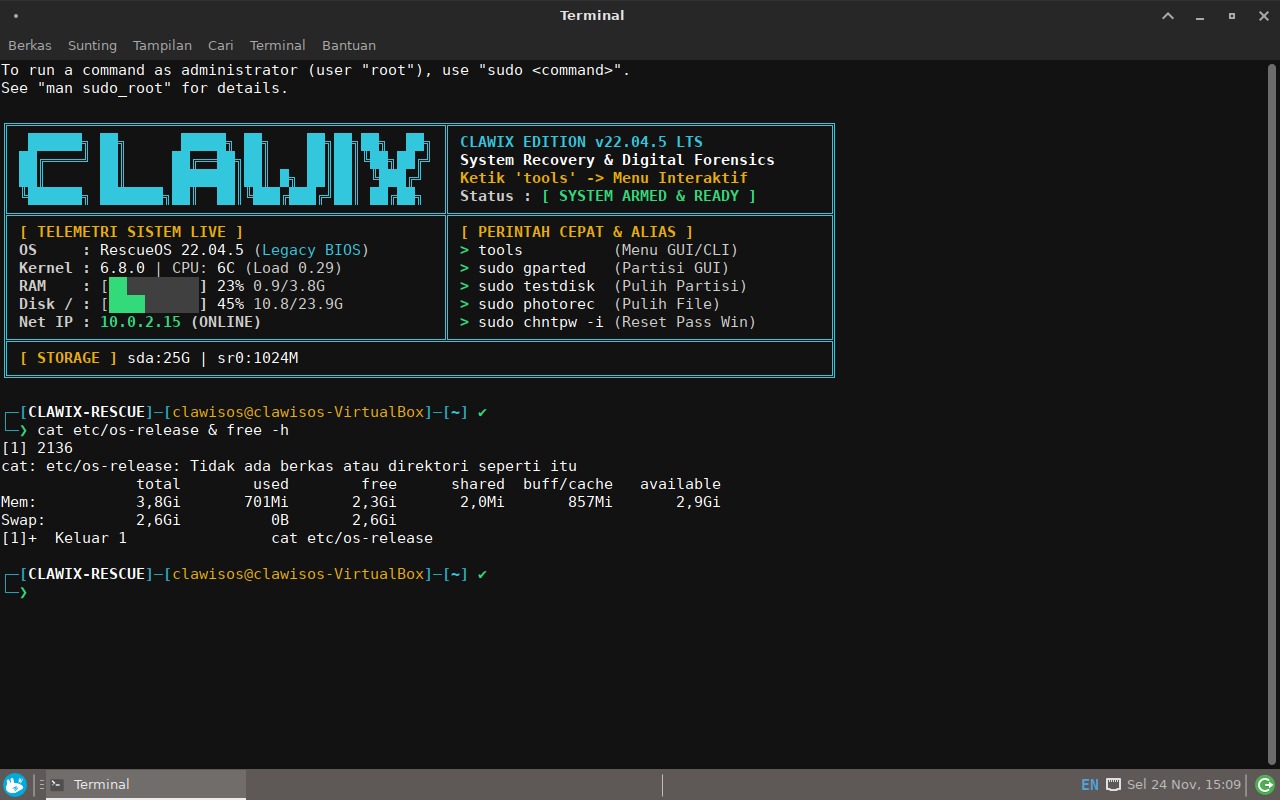 Terminal
Berkas Sunting Tampilan Cari Terminal Bantuan
To run a command as administrator (user "root"), use "sudo <command>".
See "man sudo_root" for details.
CLAWIX
CLAWIX EDITION v22.04.5 LTS
System Recovery & Digital Forensics
Ketik 'tools' -> Menu Interaktif
Status : [ SYSTEM ARMED & READY ]
[ TELEMETRI SISTEM LIVE ]
OS : RescueOS 22.04.5 (Legacy BIOS)
Kernel : 6.8.0 | CPU: 6C (Load 0.29)
RAM : [ ] 23% 0.9/3.8G
Disk / : [ ] 45% 10.8/23.9G
Net IP : 10.0.2.15 (ONLINE)
[ PERINTAH CEPAT & ALIAS ]
> tools (Menu GUI/CLI)
> sudo gparted (Partisi GUI)
> sudo testdisk (Pulih Partisi)
> sudo photorec (Pulih File)
> sudo chntpw -i (Reset Pass Win)
[ STORAGE ] sda:25G | sr0:1024M
┌─[CLAWIX-RESCUE]─[clawisos@clawisos-VirtualBox]─[~] ✔
└─❯ cat etc/os-release & free -h
[1] 2136
cat: etc/os-release: Tidak ada berkas atau direktori seperti itu
total used free shared buff/cache available
Mem: 3,8Gi 701Mi 2,3Gi 2,0Mi 857Mi 2,9Gi
Swap: 2,6Gi 0B 2,6Gi
[1]+ Keluar 1 cat etc/os-release
┌─[CLAWIX-RESCUE]─[clawisos@clawisos-VirtualBox]─[~] ✔
└─❯
Terminal
EN Sel 24 Nov, 15:09